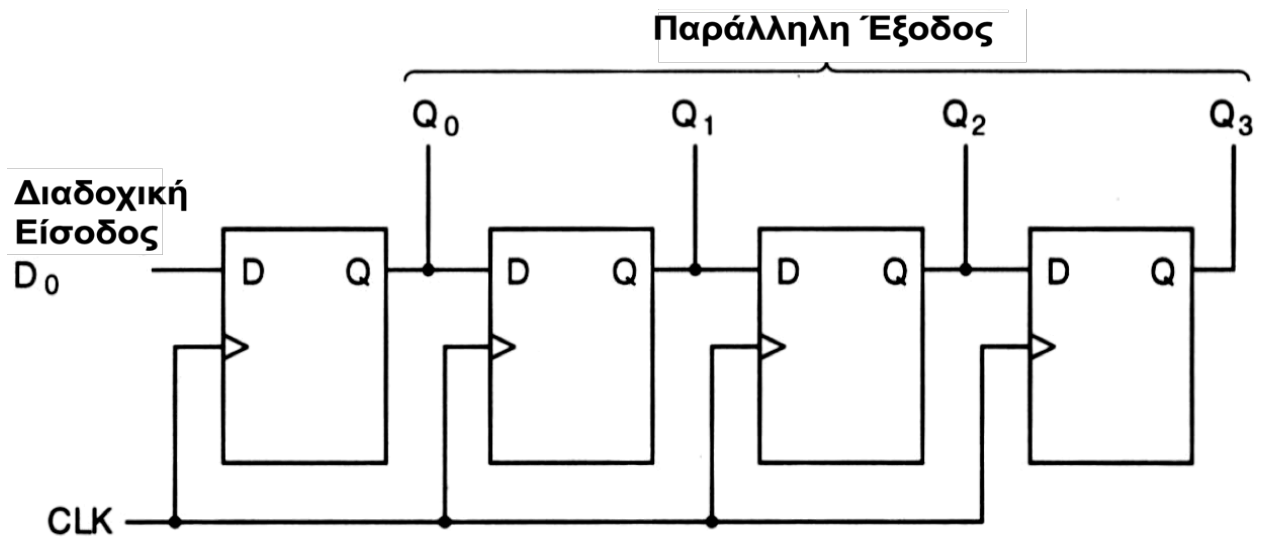 Παράλληλη Έξοδος
Q0 Q1 Q2 Q3
Διαδοχική
Είσοδος
D0
D Q D Q D Q D Q
CLK